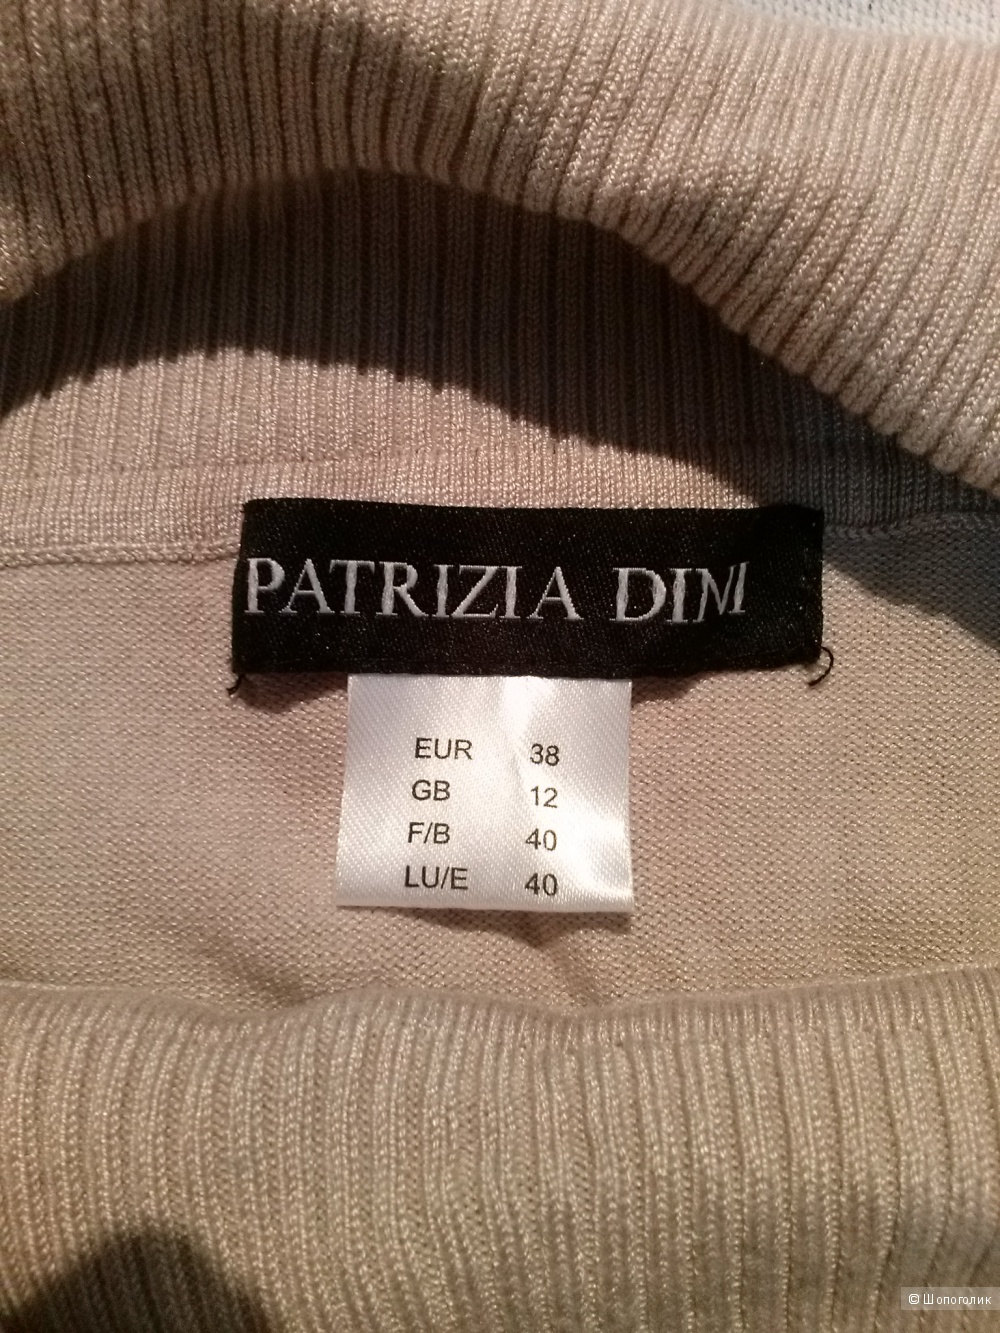 PATRIZIA DINI
EUR 38
GB 12
F/B 40
LU/E 40
© Шопоголик